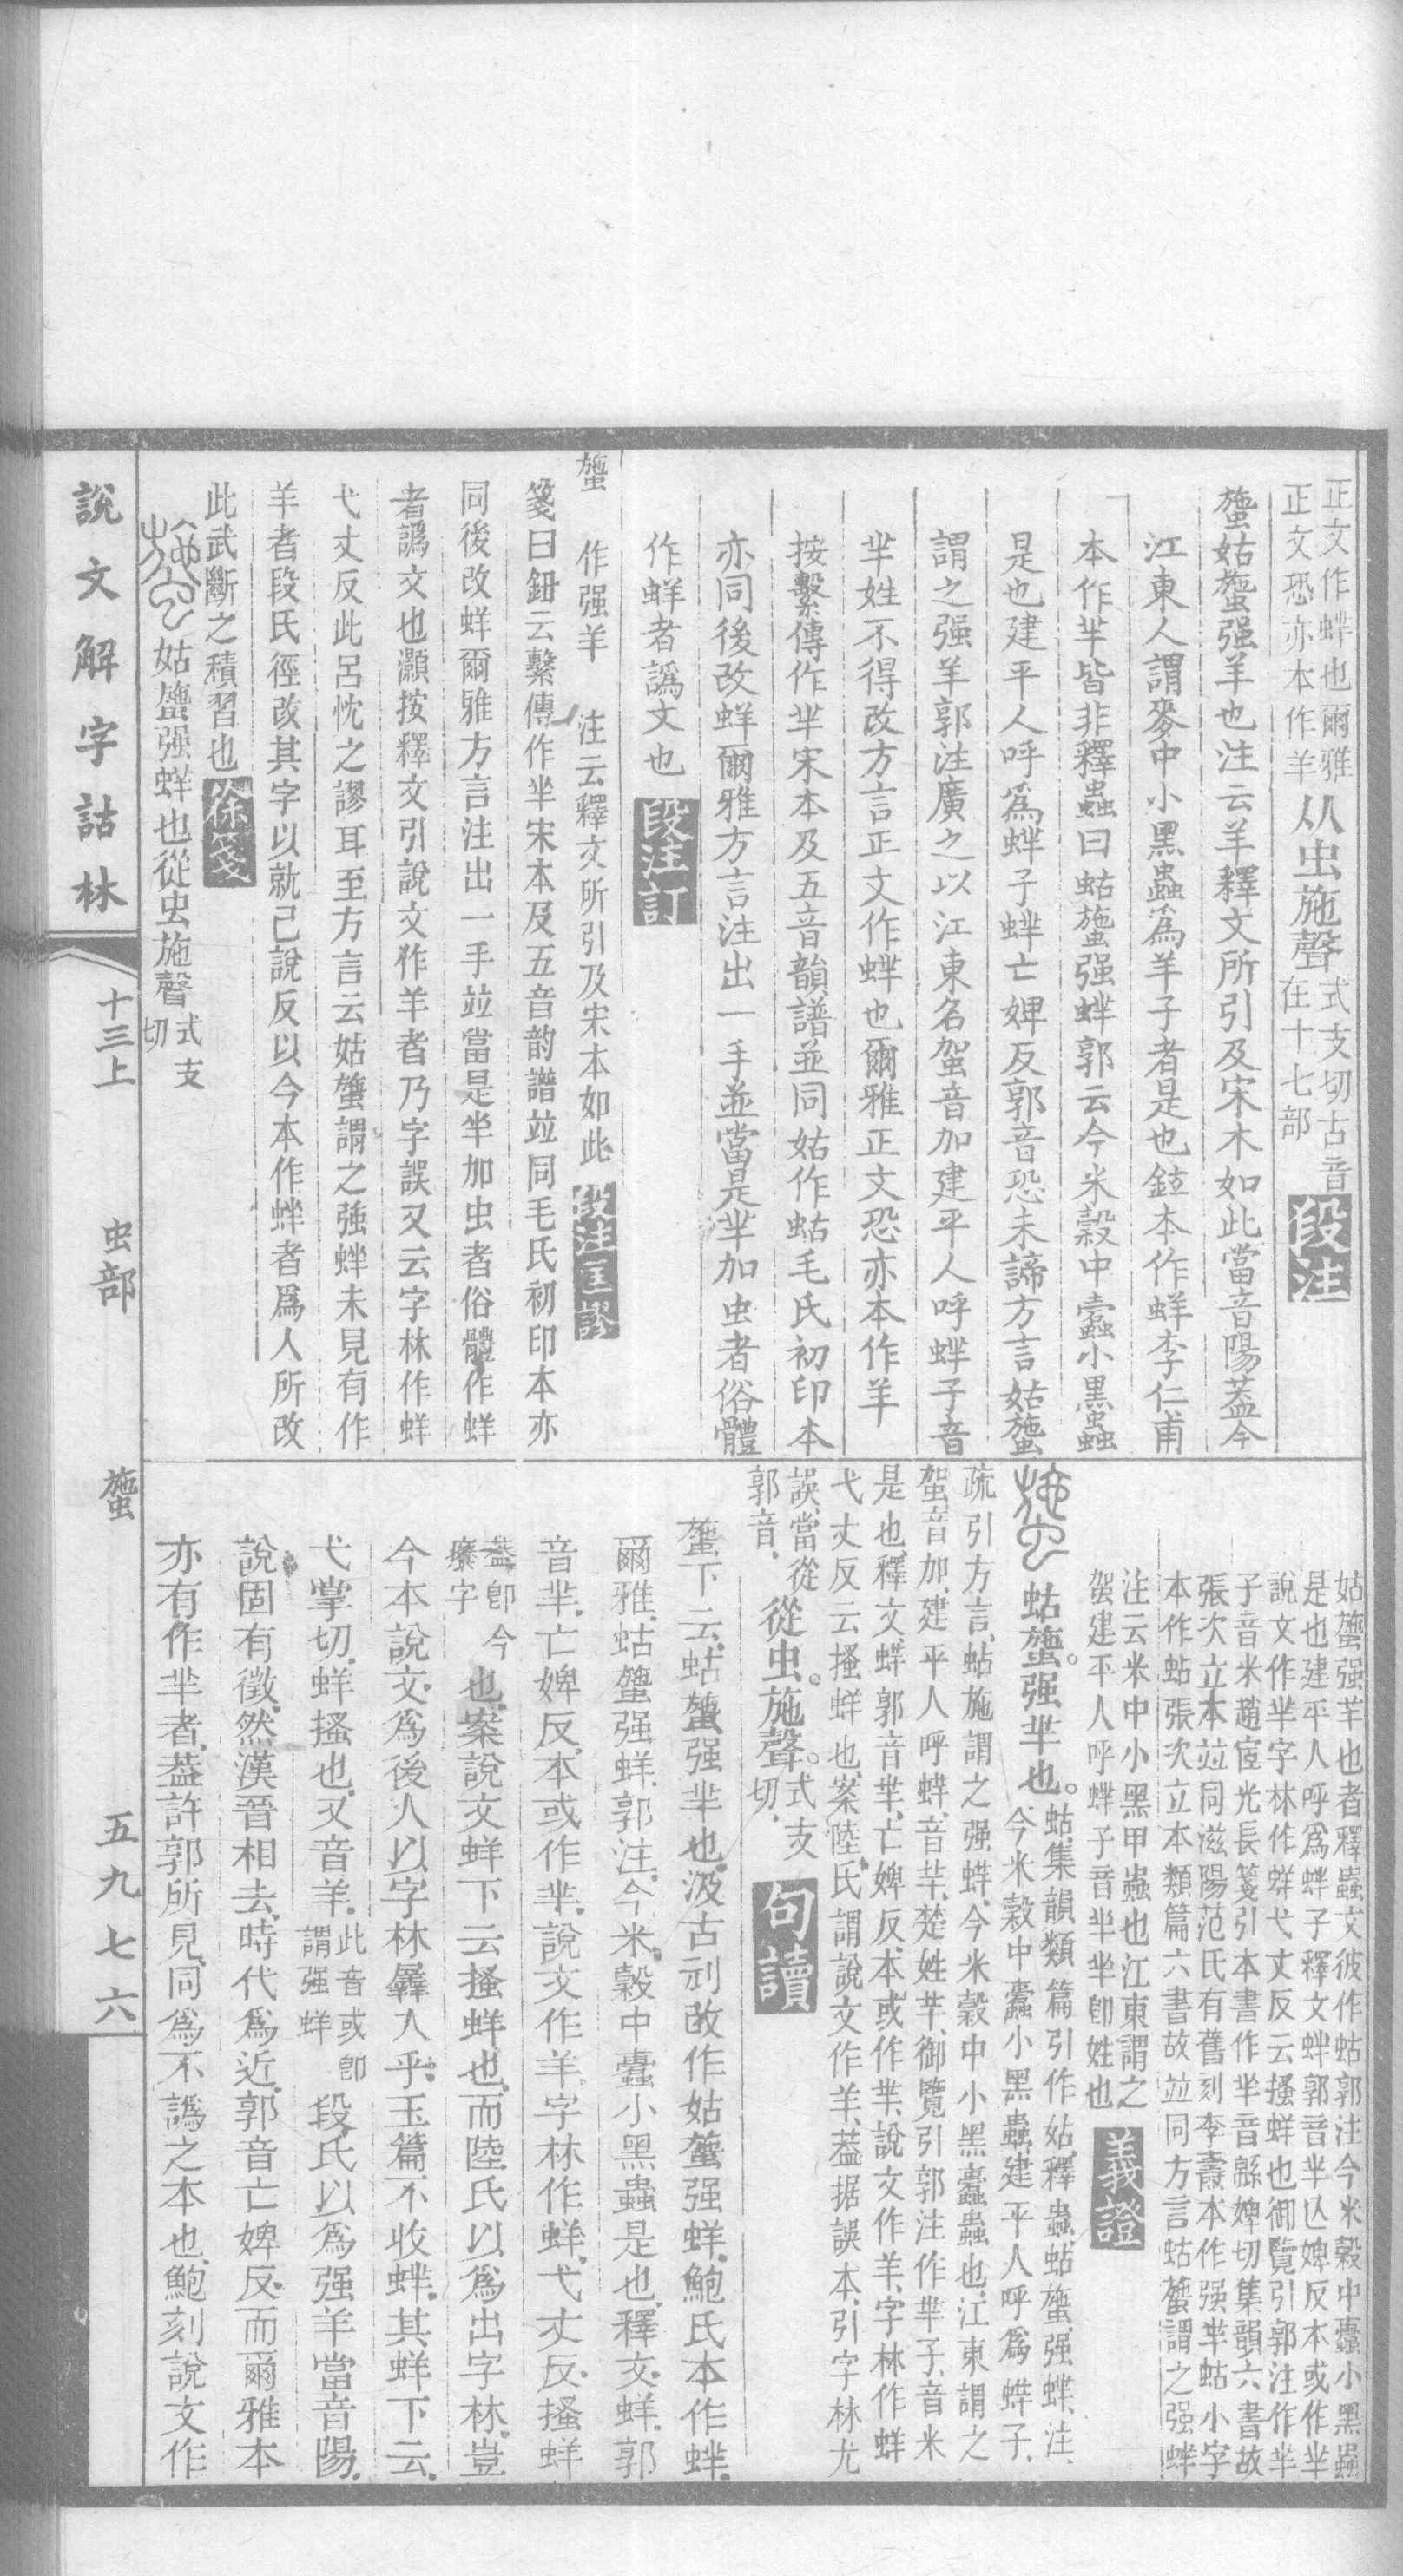 正文作蛘也爾雅
正文恐亦本作羊
从虫施聲
式支切古音
在十七部
段注
䗐姑䗐强羊也注云羊釋文所引及宋木如此當音陽葢今
江東人謂麥中小黑蟲爲羊子者是也鉉本作蛘李仁甫
本作羋皆非釋蟲曰蛄䗐强蛘郭云今米穀中蠹小黑蟲
是也建平人呼爲蛘子蛘亡婢反郭音恐未諦方言姑䗐
謂之强羊郭注廣之以江東名䖙音加建平人呼蛘子音
羋姓不得改方言正文作蛘也爾雅正文恐亦本作羊
按繫傳作羋宋本及五音韻譜並同姑作蛄毛氏初印本
亦同後改蛘爾雅方言注出一手並當是羋加虫者俗體
作蛘者譌文也
段注訂
䗐 作强羊 注云釋文所引及宋本如此
段注匡謬
箋曰鈕云繫傳作羋宋本及五音韵譜竝同毛氏初印本亦
同後改蛘爾雅方言注出一手竝當是羋加虫者俗體作蛘
者譌文也灝按釋文引說文作羊者乃字誤又云字林作蛘
弋丈反此呂忱之謬耳至方言云姑䗐謂之强蛘未見有作
羊者段氏徑改其字以就己說反以今本作蛘者爲人所改
此武斷之積習也
徐箋
姑䗐强蛘也從虫施聲
式支
切
姑䗐强羋也者釋蟲文彼作蛄郭注今米穀中蠹小黑蟲
是也建平人呼爲蛘子釋文蛘郭音羋亾婢反本或作羋
說文作羋字林作蛘弋丈反云搔蛘也御覽引郭注作羋
子音米趙宧光長箋引本書作羋音緜婢切集韻六書故
張次立本竝同滋陽范氏有舊刻李燾本作强羋蛄小字
本作蛄張次立本類篇六書故竝同方言蛄䗐謂之强蛘
注云米中小黑甲蟲也江東謂之
䖙建平人呼蛘子音羋羋卽姓也
義證
蛄䗐。强羋也。
蛄集韻類篇引作姑、釋蟲、蛄䗐、强蛘、注、
今米穀中蠹小黑蟲、建平人呼爲蛘子、
疏引方言、蛄施謂之强蛘、今米穀中小黑蠹蟲也、江東謂之
䖙、音加、建平人呼蛘、音羋、楚姓羋、御覽引郭注作羋子、音米
是也、釋文、蛘、郭音羋、亡婢反、本或作羋、說文作羊、字林作蛘
弋丈反、云搔蛘也、案陸氏謂說文作羊、葢据誤本、引字林尤
誤、當從
郭音、
從虫。施聲。
式支
切、
句讀
䗐下云、蛄䗐、强羋也、汲古刓改作姑䗐强蛘、鮑氏本作蛘、
爾雅、蛄䗐强蛘、郭注、今米穀中蠹小黑蟲是也、釋文、蛘、郭
音羋、亡婢反、本或作羋、說文作羊、字林作蛘、弋丈反、搔蛘
葢卽今
癢字
也、案說文蛘下云、搔蛘也、而陸氏以爲出字林、豈
今本說文、爲後人以字林羼入乎、玉篇不收蛘、其蛘下云、
弋掌切、蛘搔也、又音羊、
此音或卽
謂强蛘
段氏以爲强羊當音陽、
說固有徵、然漢晉相去、時代爲近、郭音亡婢反、而爾雅本
亦有作羋者、葢許郭所見、同爲不譌之本也、鮑刻說文作
說文解字詁林
十三上
虫部
䗐
五九七六